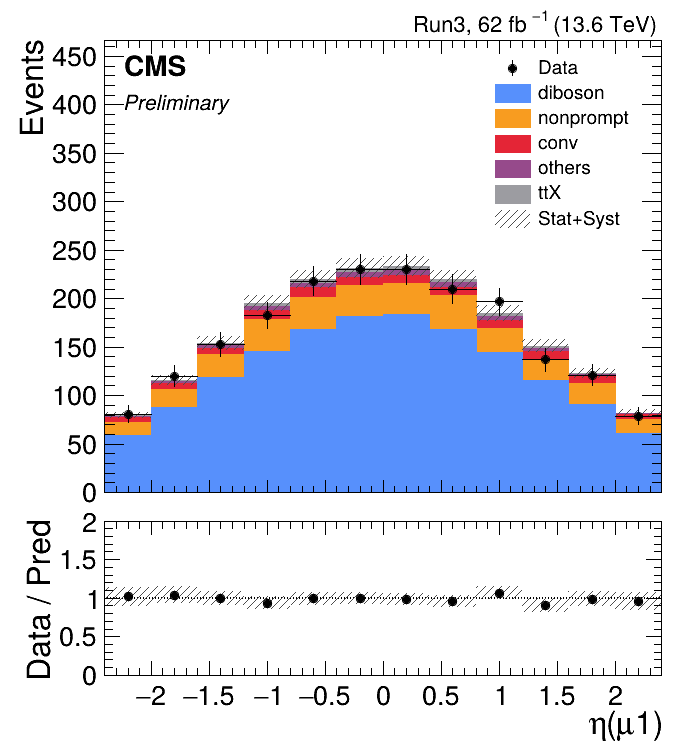 Run3, 62 fb⁻¹ (13.6 TeV)
CMS
Preliminary
Data
diboson
nonprompt
conv
others
ttX
Stat+Syst
Events
450
400
350
300
250
200
150
100
50
0
Data / Pred
2
1.5
1
0.5
0
−2 −1.5 −1 −0.5 0 0.5 1 1.5 2
η(μ1)